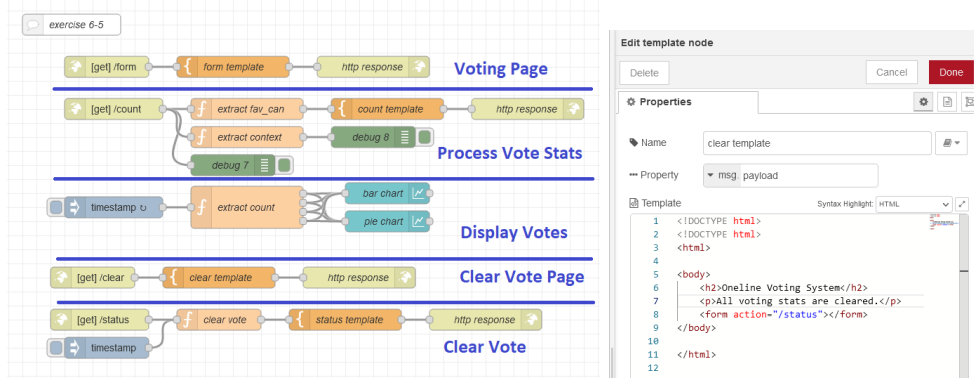 exercise 6-5
[get] /form
form template
http response
Voting Page
[get] /count
extract fav_can
count template
http response
extract context
debug 8
debug 7
Process Vote Stats
timestamp ↻
extract count
bar chart
pie chart
Display Votes
[get] /clear
clear template
http response
Clear Vote Page
[get] /status
clear vote
status template
http response
timestamp
Clear Vote
Edit template node
Delete
Cancel
Done
Properties
Name
clear template
Property
msg. payload
Template
Syntax Highlight: HTML
1 <!DOCTYPE html>
2 <!DOCTYPE html>
3 <html>
4
5 <body>
6 <h2>Oneline Voting System</h2>
7 <p>All voting stats are cleared.</p>
8 <form action="/status"></form>
9 </body>
10
11 </html>
12